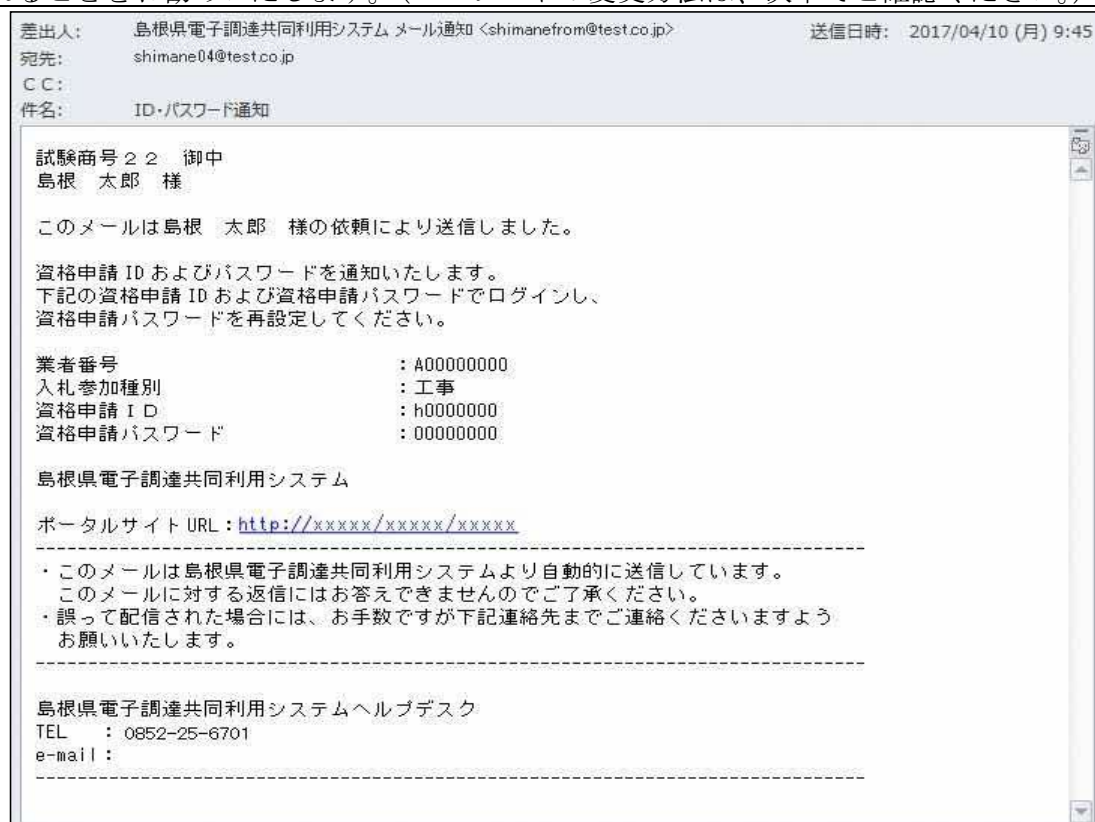 差出人: 島根県電子調達共同利用システム メール通知 <shimanefrom@test.co.jp> 送信日時: 2017/04/10 (月) 9:45
宛先: shimane04@test.co.jp
CC:
件名: ID・パスワード通知
試験商号２２ 御中
島根 太郎 様
このメールは島根 太郎 様の依頼により送信しました。
資格申請 ID およびパスワードを通知いたします。
下記の資格申請 ID および資格申請パスワードでログインし、
資格申請パスワードを再設定してください。
業者番号 : A00000000
入札参加種別 : 工事
資格申請ＩＤ : h0000000
資格申請パスワード : 00000000
島根県電子調達共同利用システム
ポータルサイト URL：http://xxxxx/xxxxx/xxxxx
--------------------------------------------------------------------------------
・このメールは島根県電子調達共同利用システムより自動的に送信しています。
このメールに対する返信にはお答えできませんのでご了承ください。
・誤って配信された場合には、お手数ですが下記連絡先までご連絡くださいますよう
お願いいたします。
--------------------------------------------------------------------------------
島根県電子調達共同利用システムヘルプデスク
TEL : 0852-25-6701
e-mail :
--------------------------------------------------------------------------------